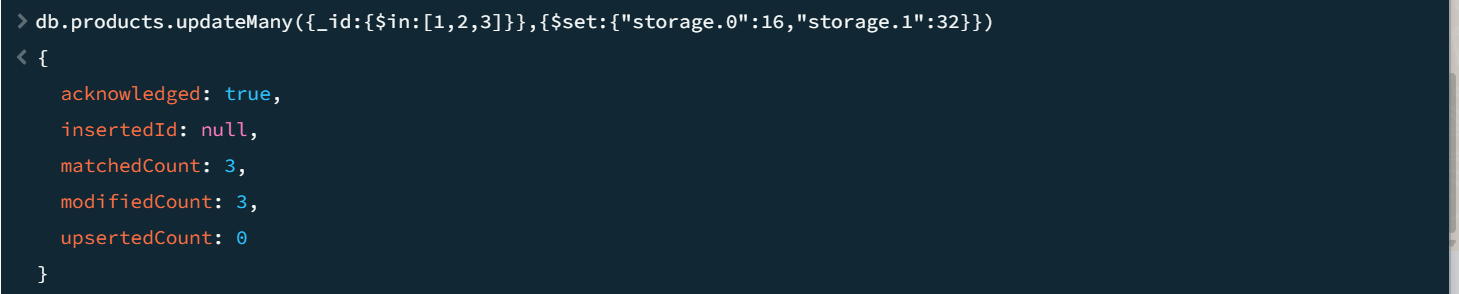 > db.products.updateMany({_id:{$in:[1,2,3]}},{$set:{"storage.0":16,"storage.1":32}})
< {
acknowledged: true,
insertedId: null,
matchedCount: 3,
modifiedCount: 3,
upsertedCount: 0
}